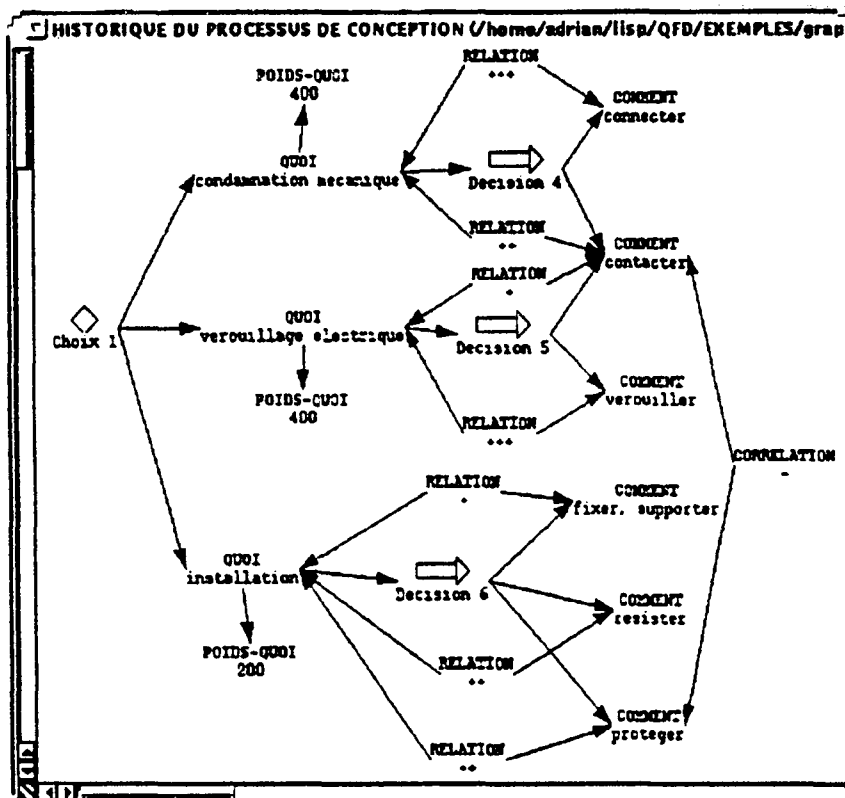 HISTORIQUE DU PROCESSUS DE CONCEPTION (/home/adrian/lisp/QFD/EXEMPLES/grap
RELATION
+++
POIDS-QUOI
400
COMMENT
connecter
QUOI
condamnation mecanique
Decision 4
RELATION
++
COMMENT
contacter
RELATION
+
QUOI
verouillage electrique
Choix 1
Decision 5
POIDS-QUOI
400
COMMENT
verouiller
RELATION
+++
CORRELATION
-
RELATION
+
COMMENT
fixer, supporter
QUOI
installation
Decision 6
COMMENT
resister
POIDS-QUOI
200
RELATION
++
COMMENT
proteger
RELATION
++